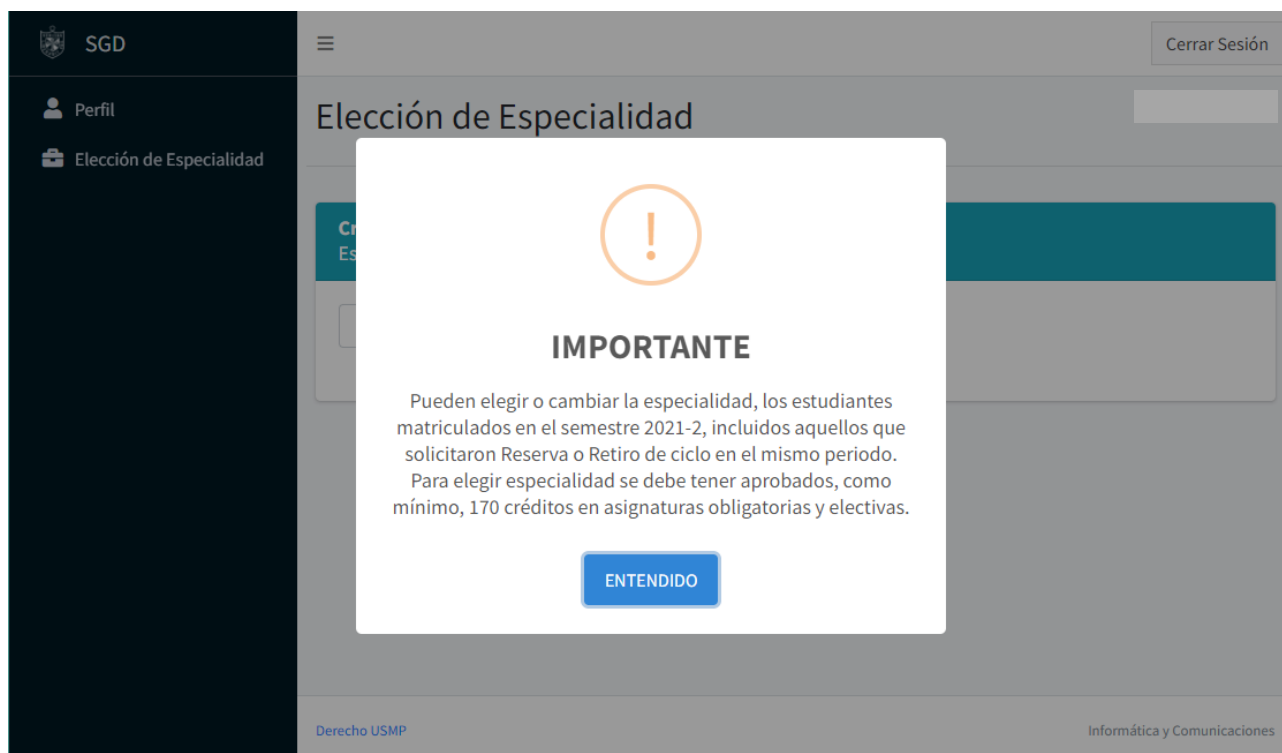 SGD
Cerrar Sesión
Perfil
Elección de Especialidad
Elección de Especialidad
IMPORTANTE
Pueden elegir o cambiar la especialidad, los estudiantes
matriculados en el semestre 2021-2, incluidos aquellos que
solicitaron Reserva o Retiro de ciclo en el mismo periodo.
Para elegir especialidad se debe tener aprobados, como
mínimo, 170 créditos en asignaturas obligatorias y electivas.
ENTENDIDO
Derecho USMP
Informática y Comunicaciones